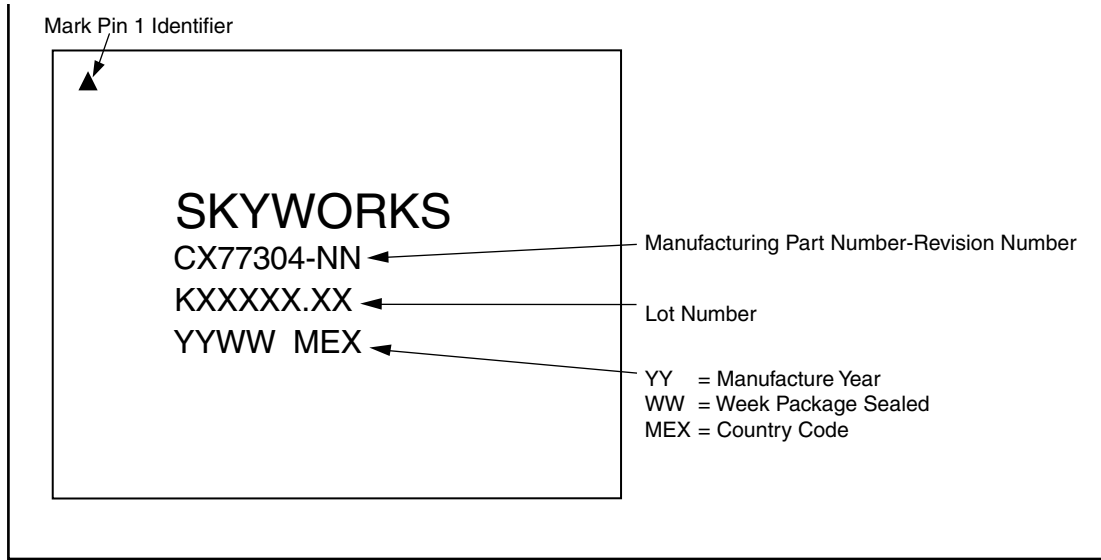 Mark Pin 1 Identifier
SKYWORKS
CX77304-NN
Manufacturing Part Number-Revision Number
KXXXXX.XX
Lot Number
YYWW MEX
YY = Manufacture Year
WW = Week Package Sealed
MEX = Country Code